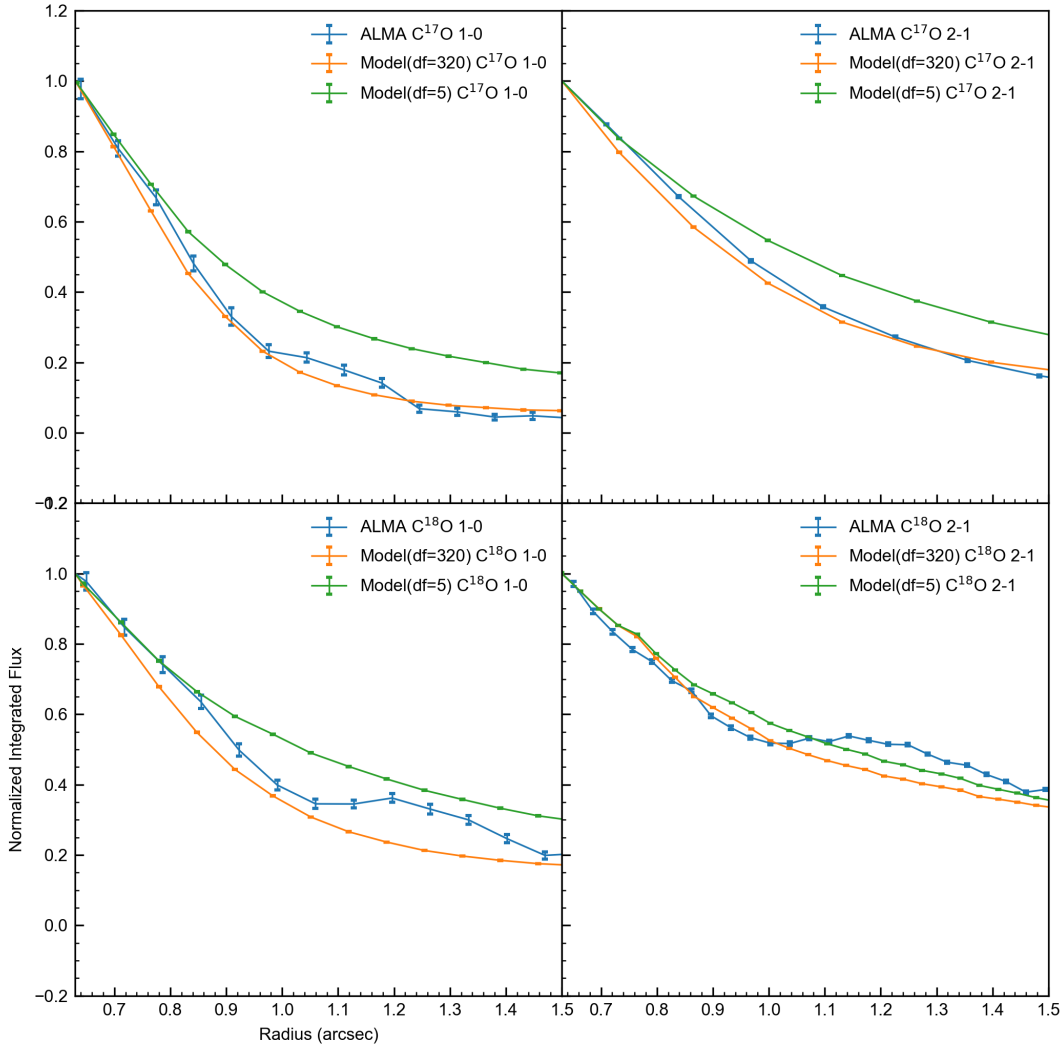 1.2
1.0
0.8
0.6
0.4
0.2
0.0
ALMA C¹⁷O 1-0
Model(df=320) C¹⁷O 1-0
Model(df=5) C¹⁷O 1-0
ALMA C¹⁷O 2-1
Model(df=320) C¹⁷O 2-1
Model(df=5) C¹⁷O 2-1
1.2
1.0
0.8
0.6
0.4
0.2
0.0
−0.2
Normalized Integrated Flux
ALMA C¹⁸O 1-0
Model(df=320) C¹⁸O 1-0
Model(df=5) C¹⁸O 1-0
ALMA C¹⁸O 2-1
Model(df=320) C¹⁸O 2-1
Model(df=5) C¹⁸O 2-1
0.7 0.8 0.9 1.0 1.1 1.2 1.3 1.4 1.5 0.7 0.8 0.9 1.0 1.1 1.2 1.3 1.4 1.5
Radius (arcsec)